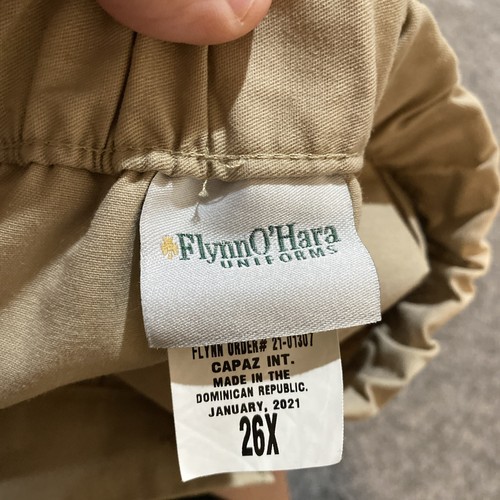 FlynnO'Hara
UNIFORMS
FLYNN ORDER# 21-01307
CAPAZ INT.
MADE IN THE
DOMINICAN REPUBLIC.
JANUARY, 2021
26X